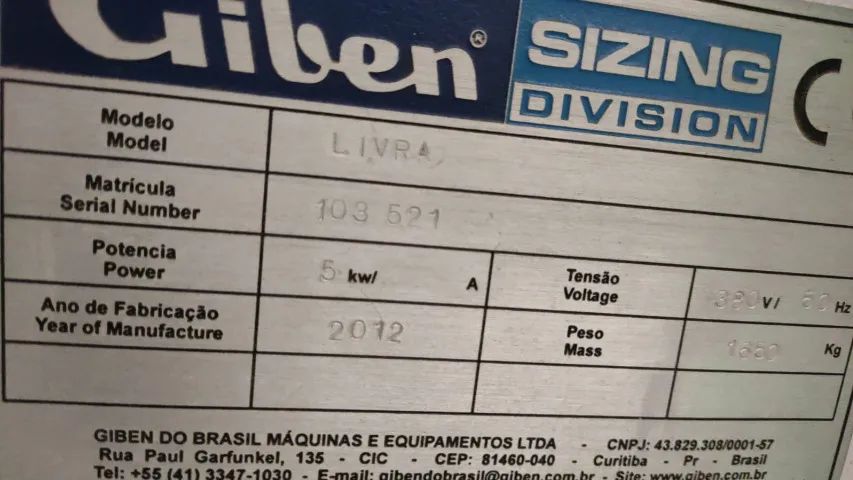 Giben®
SIZING
DIVISION
CE
Modelo
Model
LIVRA
Matrícula
Serial Number
103 521
Potencia
Power
5 kw/ A
Tensão
Voltage
380 V/ Hz
Ano de Fabricação
Year of Manufacture
2012
Peso
Mass
Kg
GIBEN DO BRASIL MÁQUINAS E EQUIPAMENTOS LTDA - CNPJ: 43.829.308/0001-57
Rua Paul Garfunkel, 135 - CIC - CEP: 81460-040 - Curitiba - Pr - Brasil
Tel: +55 (41) 3347-1030 - E-mail: gibendobrasil@giben.com.br - Site: www.giben.com.br